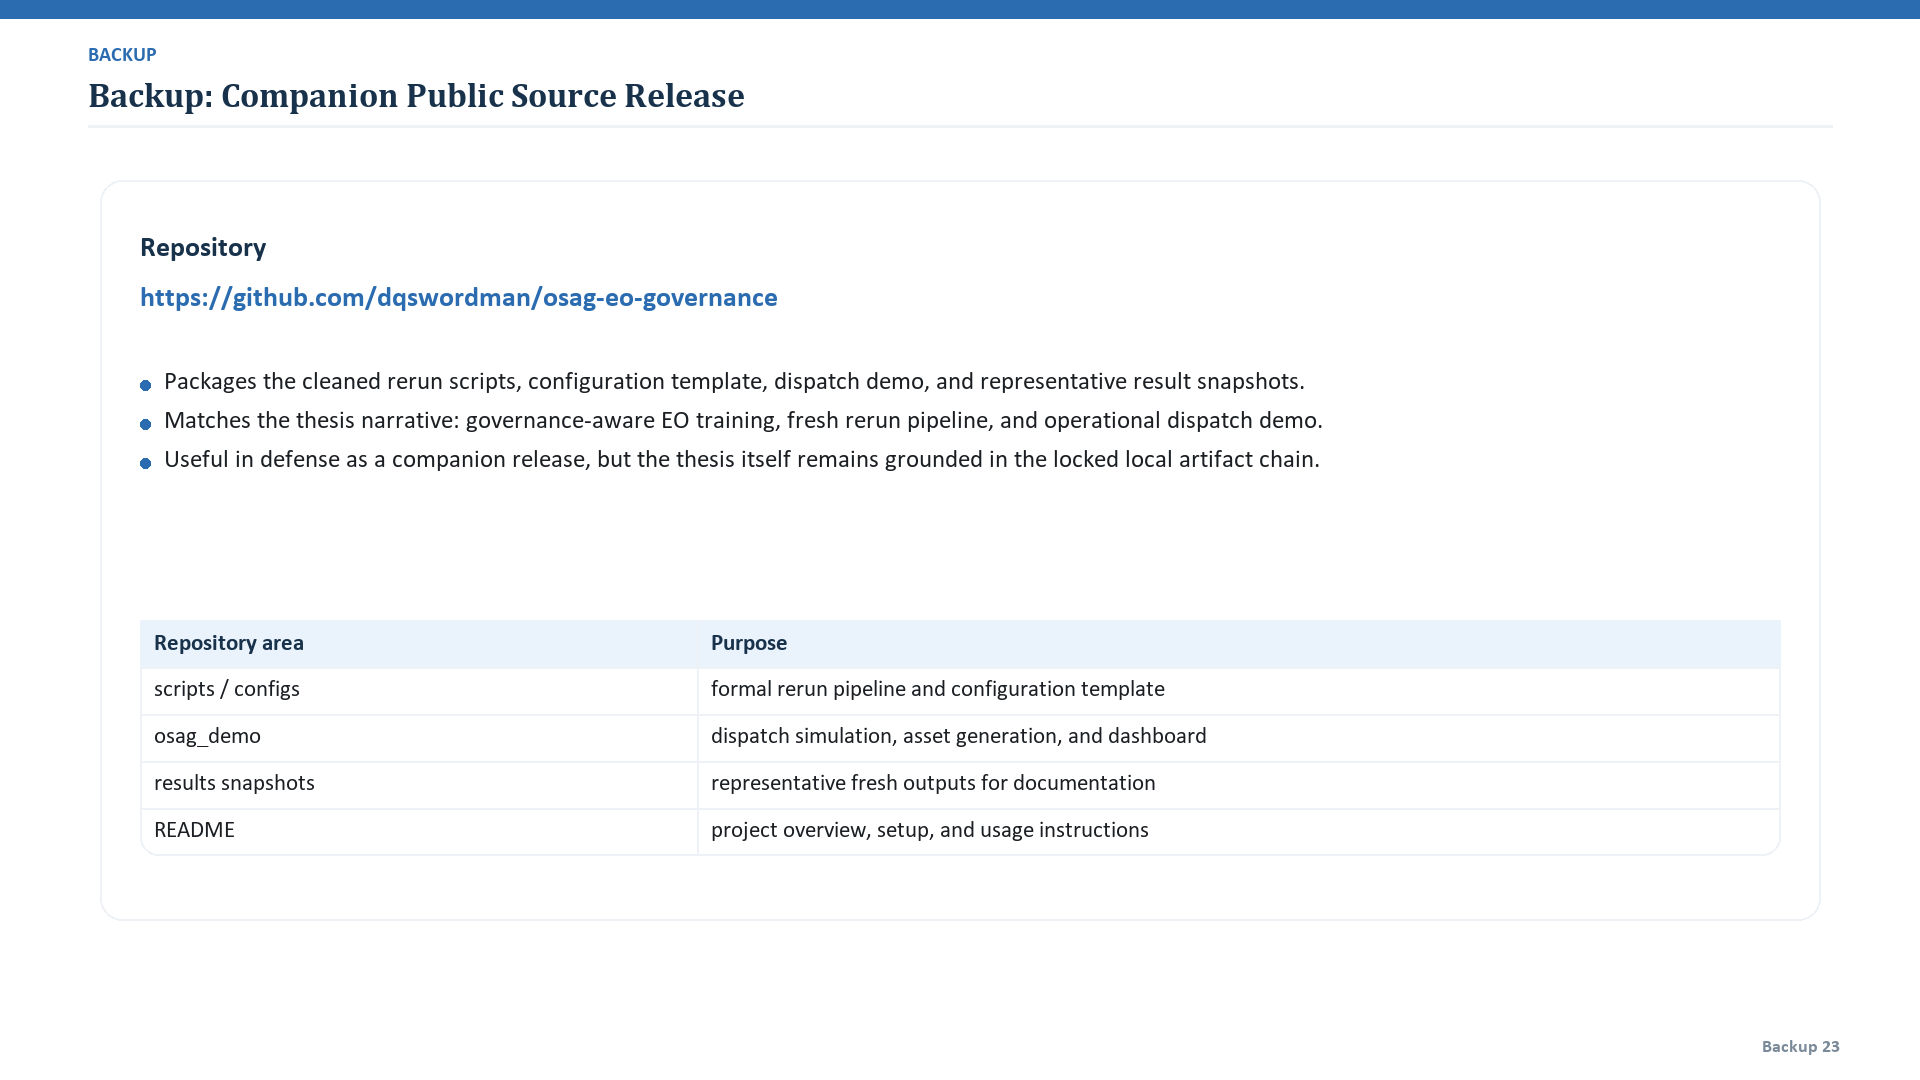 BACKUP
Backup: Companion Public Source Release
Repository
https://github.com/dqswordman/osag-eo-governance
Packages the cleaned rerun scripts, configuration template, dispatch demo, and representative result snapshots.
Matches the thesis narrative: governance-aware EO training, fresh rerun pipeline, and operational dispatch demo.
Useful in defense as a companion release, but the thesis itself remains grounded in the locked local artifact chain.
Repository area Purpose
scripts / configs formal rerun pipeline and configuration template
osag_demo dispatch simulation, asset generation, and dashboard
results snapshots representative fresh outputs for documentation
README project overview, setup, and usage instructions
Backup 23